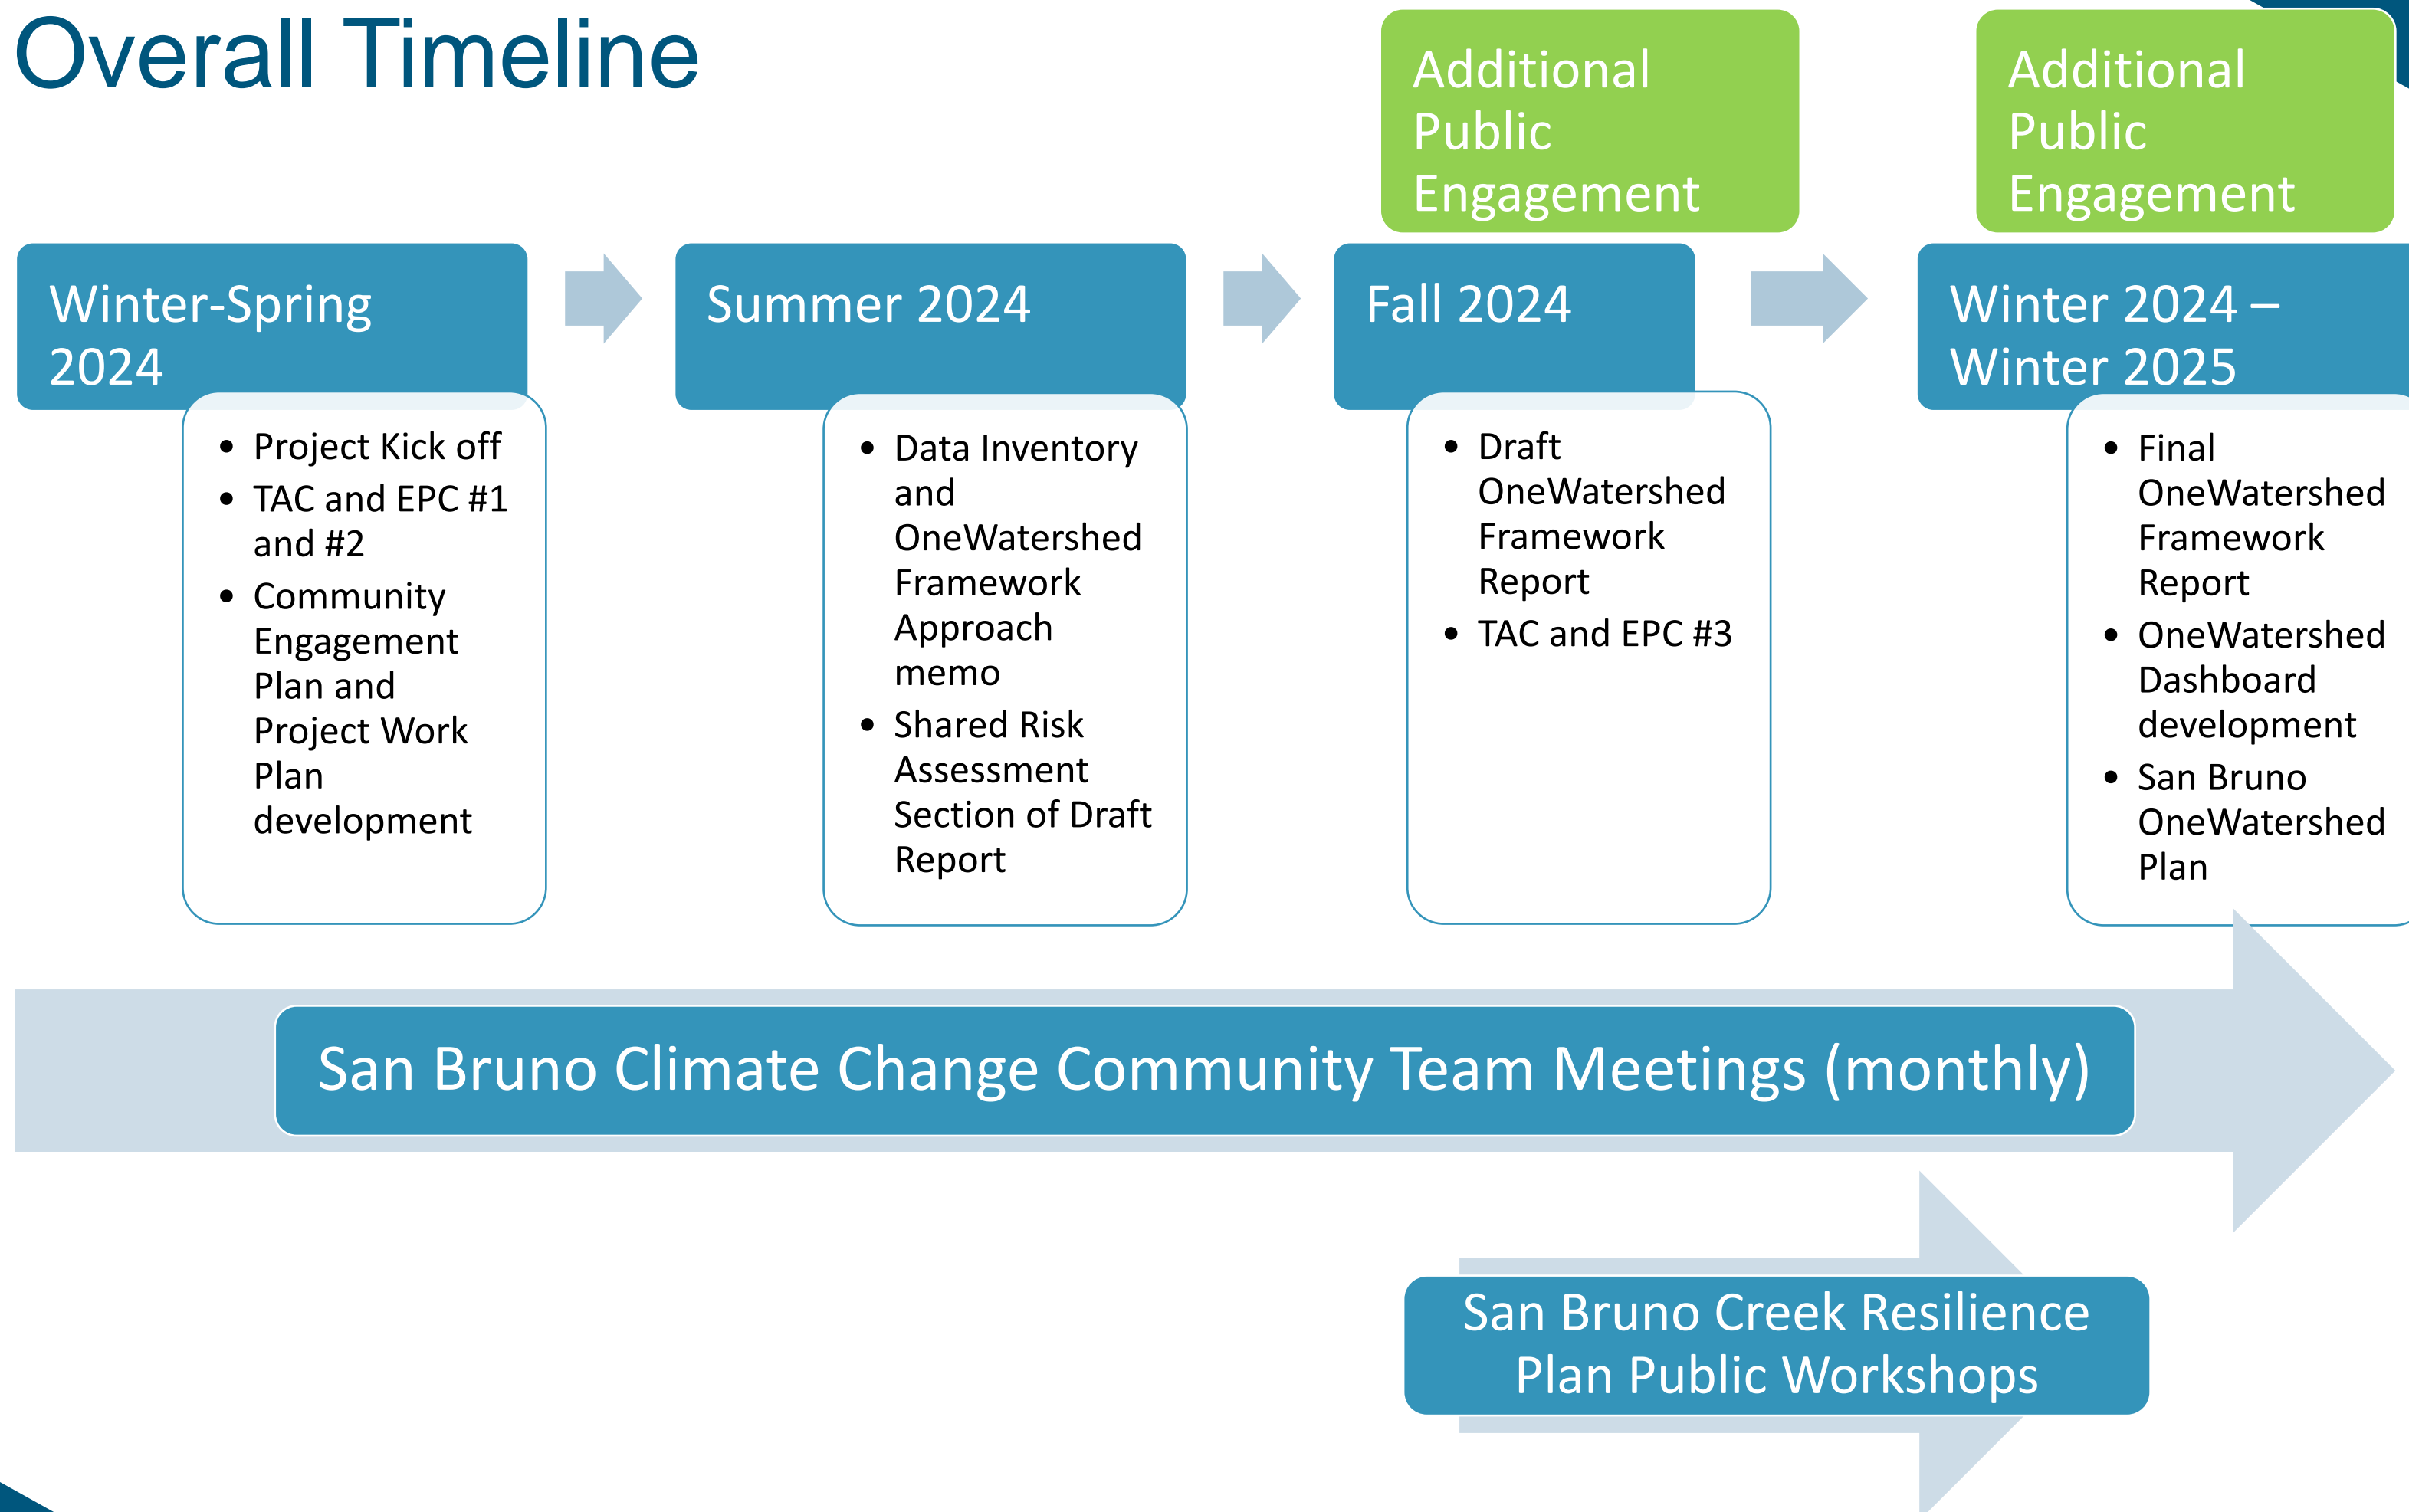 Overall Timeline
Additional
Public
Engagement
Additional
Public
Engagement
Winter-Spring
2024
• Project Kick off
• TAC and EPC #1
and #2
• Community
Engagement
Plan and
Project Work
Plan
development
Summer 2024
• Data Inventory
and
OneWatershed
Framework
Approach
memo
• Shared Risk
Assessment
Section of Draft
Report
Fall 2024
• Draft
OneWatershed
Framework
Report
• TAC and EPC #3
Winter 2024 –
Winter 2025
• Final
OneWatershed
Framework
Report
• OneWatershed
Dashboard
development
• San Bruno
OneWatershed
Plan
San Bruno Climate Change Community Team Meetings (monthly)
San Bruno Creek Resilience
Plan Public Workshops